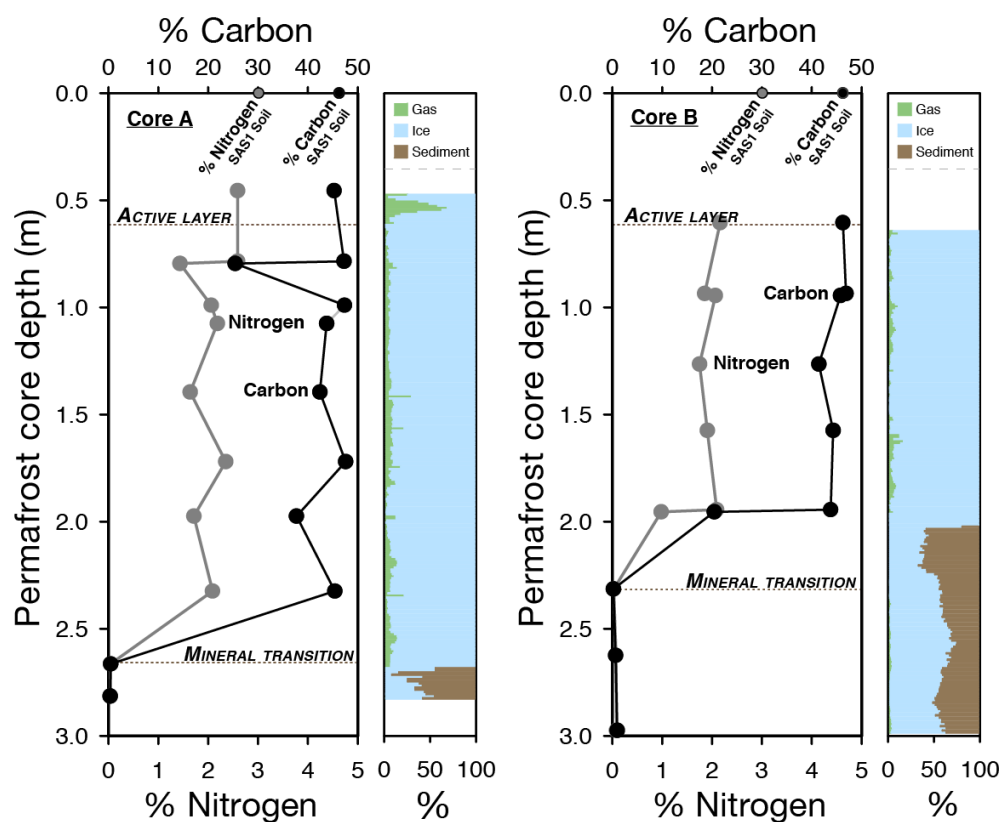 % Carbon
0 10 20 30 40 50
0.0
0.5
1.0
1.5
2.0
2.5
3.0
Permafrost core depth (m)
Core A
% Nitrogen
SAS1 Soil
% Carbon
SAS1 Soil
ACTIVE LAYER
Nitrogen
Carbon
MINERAL TRANSITION
0 1 2 3 4 5
% Nitrogen
Gas
Ice
Sediment
0 50 100
%
% Carbon
0 10 20 30 40 50
0.0
0.5
1.0
1.5
2.0
2.5
3.0
Permafrost core depth (m)
Core B
% Nitrogen
SAS1 Soil
% Carbon
SAS1 Soil
ACTIVE LAYER
Carbon
Nitrogen
MINERAL TRANSITION
0 1 2 3 4 5
% Nitrogen
Gas
Ice
Sediment
0 50 100
%